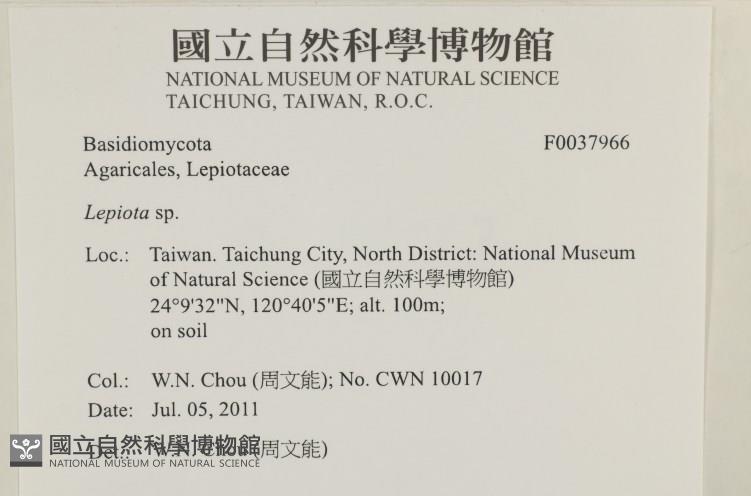 國立自然科學博物館
NATIONAL MUSEUM OF NATURAL SCIENCE
TAICHUNG, TAIWAN, R.O.C.
Basidiomycota F0037966
Agaricales, Lepiotaceae
Lepiota sp.
Loc.: Taiwan. Taichung City, North District: National Museum
of Natural Science (國立自然科學博物館)
24°9'32"N, 120°40'5"E; alt. 100m;
on soil
Col.: W.N. Chou (周文能); No. CWN 10017
Date: Jul. 05, 2011
Det.: W.N. Chou (周文能)
國立自然科學博物館
NATIONAL MUSEUM OF NATURAL SCIENCE